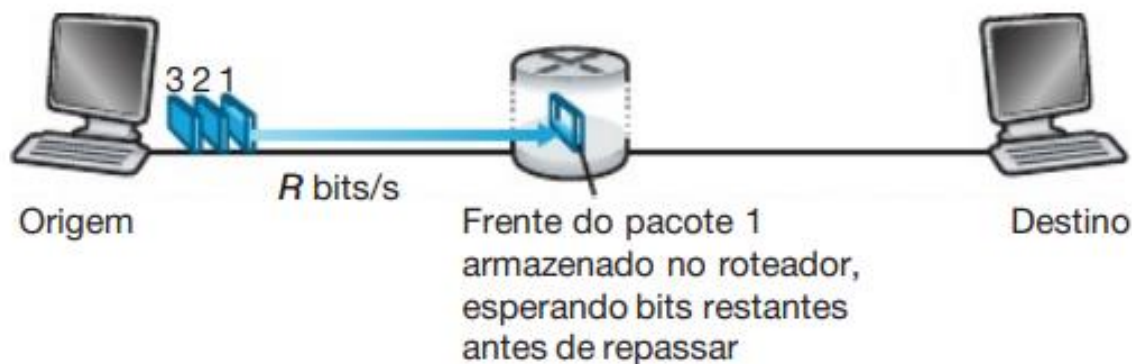 3 2 1
R bits/s
Origem
Frente do pacote 1
armazenado no roteador,
esperando bits restantes
antes de repassar
Destino